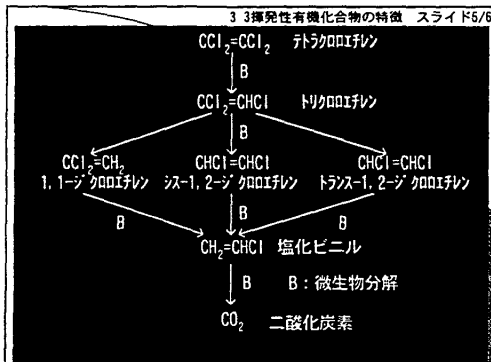 3 3揮発性有機化合物の特徴 スライド5/6
CCl₂=CCl₂ テトラクロロエチレン
B
CCl₂=CHCl トリクロロエチレン
B
CCl₂=CH₂ CHCl=CHCl CHCl=CHCl
1,1-ジクロロエチレン シス-1,2-ジクロロエチレン トランス-1,2-ジクロロエチレン
B B B
CH₂=CHCl 塩化ビニル
B B:微生物分解
CO₂ 二酸化炭素